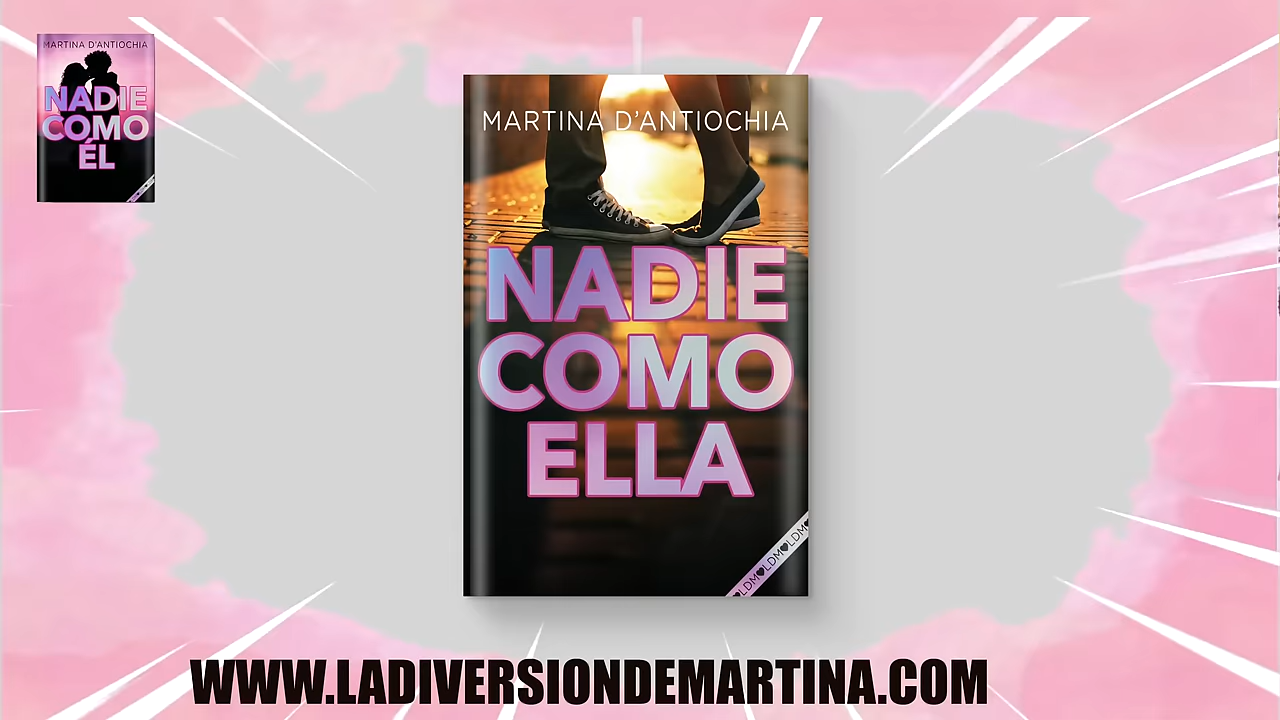 MARTINA D'ANTIOCHIA
NADIE
COMO
ÉL
MARTINA D'ANTIOCHIA
NADIE
COMO
ELLA
LDM♥LDM♥LDM♥
WWW.LADIVERSIONDEMARTINA.COM